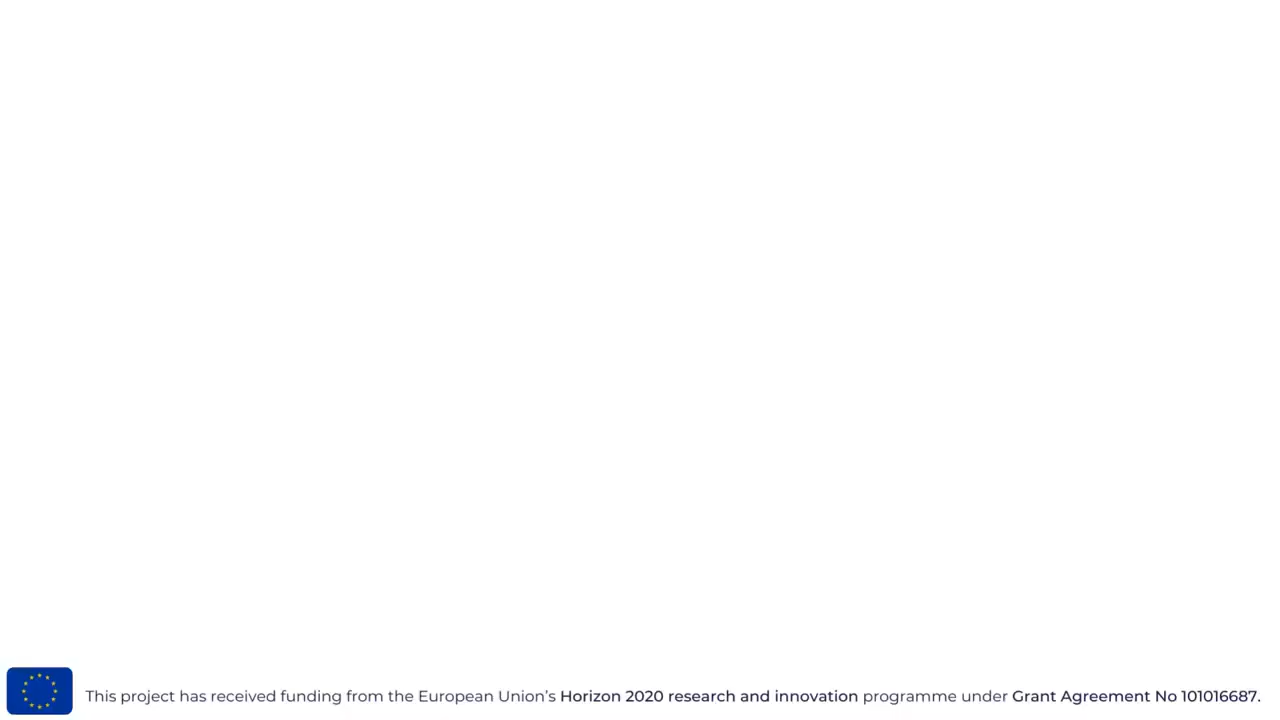 This project has received funding from the European Union’s Horizon 2020 research and innovation programme under Grant Agreement No 101016687.